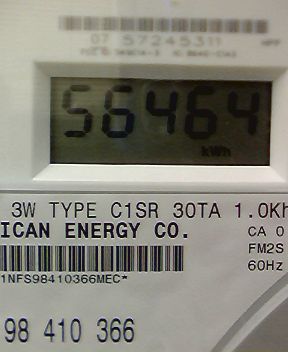 07 57245311
56464
kWh
3W TYPE C1SR 30TA 1.0Kh
ICAN ENERGY CO. CA 0
FM2S
1NFS98410366MEC* 60Hz
98 410 366